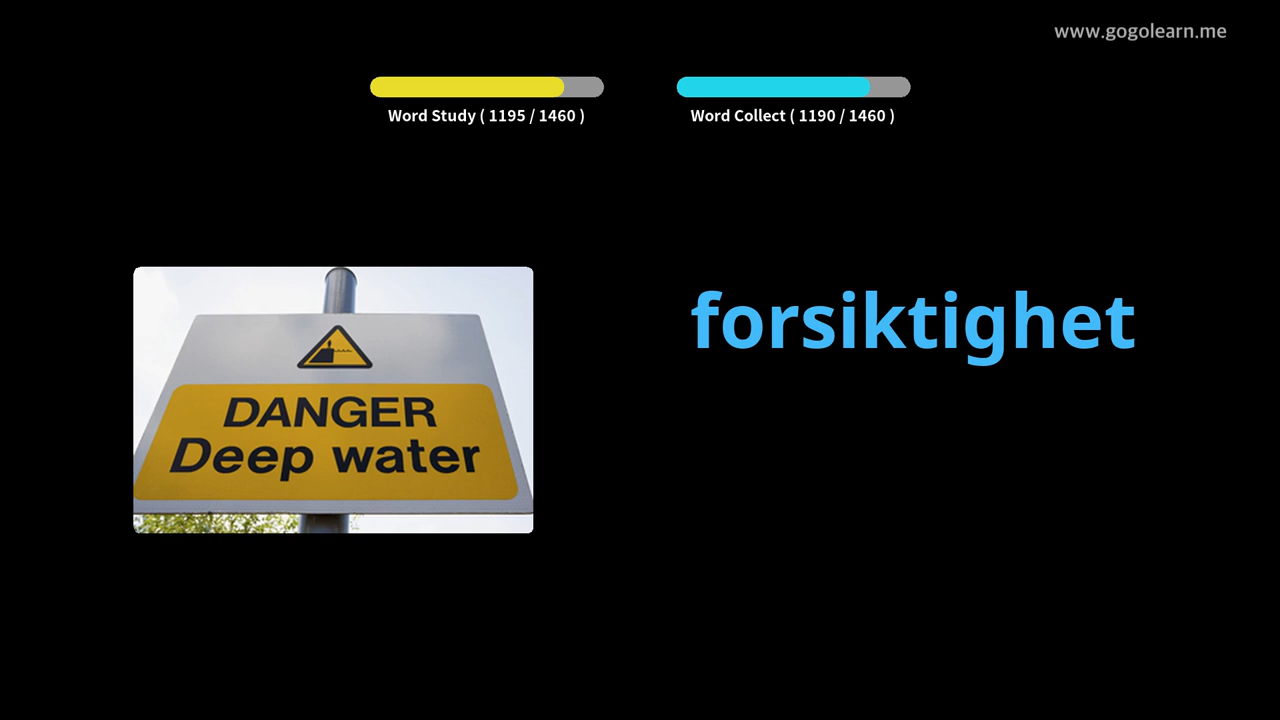 www.gogolearn.me
Word Study ( 1195 / 1460 )
Word Collect ( 1190 / 1460 )
forsiktighet
DANGER
Deep water